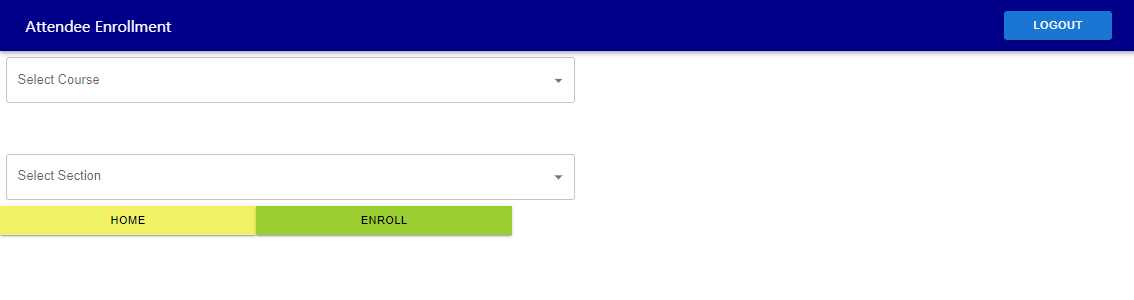 Attendee Enrollment
LOGOUT
Select Course
Select Section
HOME
ENROLL